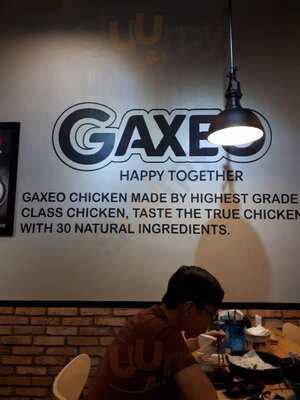 GAXEO
HAPPY TOGETHER
GAXEO CHICKEN MADE BY HIGHEST GRADE
CLASS CHICKEN, TASTE THE TRUE CHICKEN
WITH 30 NATURAL INGREDIENTS.